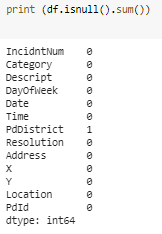 print (df.isnull().sum())
IncidntNum 0
Category 0
Descript 0
DayOfWeek 0
Date 0
Time 0
PdDistrict 1
Resolution 0
Address 0
X 0
Y 0
Location 0
PdId 0
dtype: int64